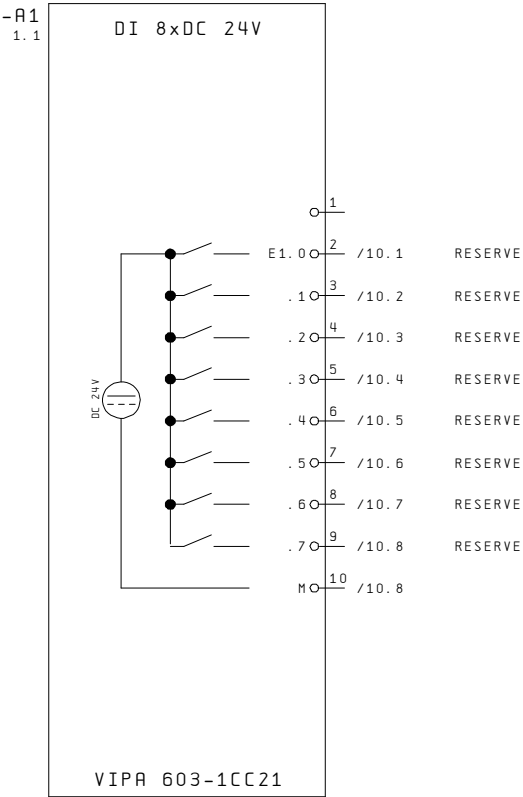 -A1
1.1
DI 8xDC 24V
1
E1.0 2 /10.1 RESERVE
.1 3 /10.2 RESERVE
.2 4 /10.3 RESERVE
.3 5 /10.4 RESERVE
DC 24V
.4 6 /10.5 RESERVE
.5 7 /10.6 RESERVE
.6 8 /10.7 RESERVE
.7 9 /10.8 RESERVE
M 10 /10.8
VIPA 603-1CC21